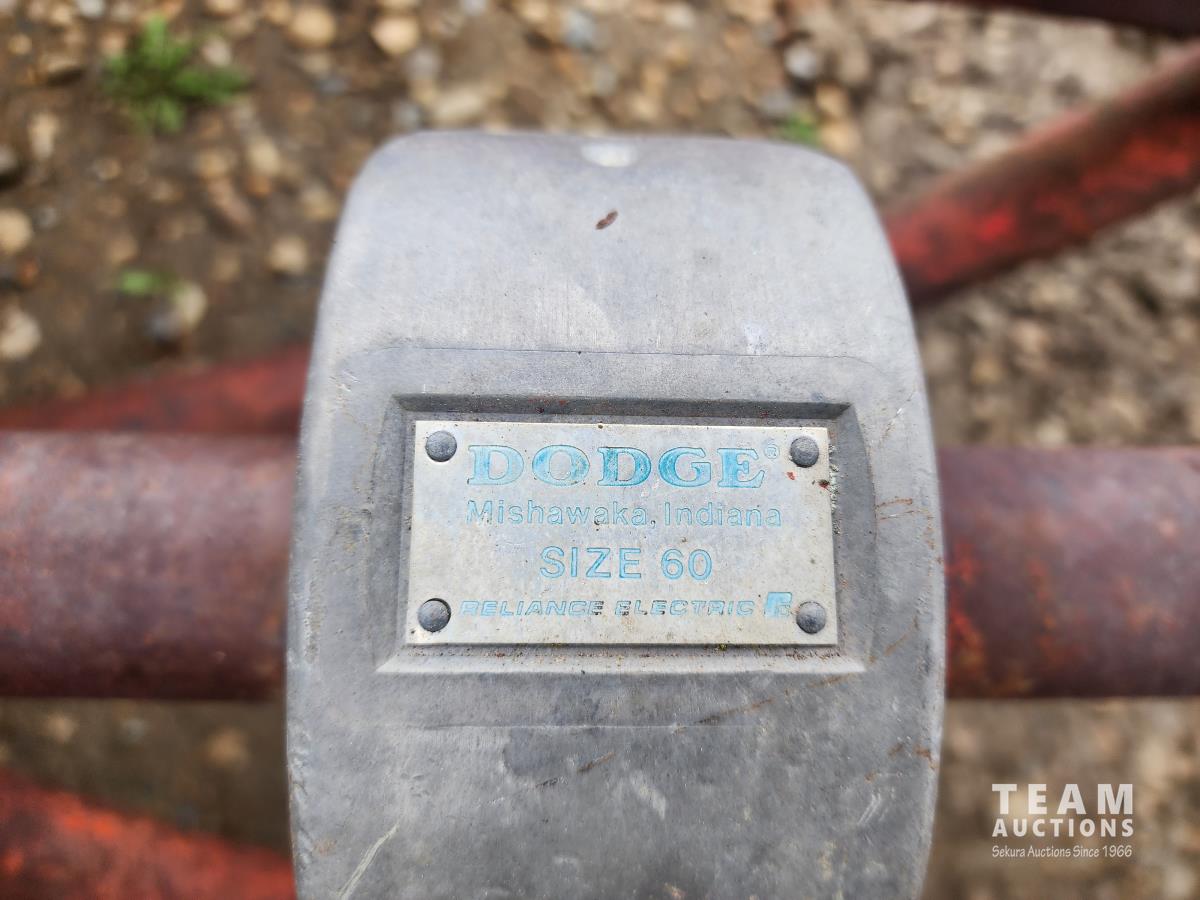 DODGE®
Mishawaka, Indiana
SIZE 60
RELIANCE ELECTRIC
TEAM
AUCTIONS
Sekura Auctions Since 1966